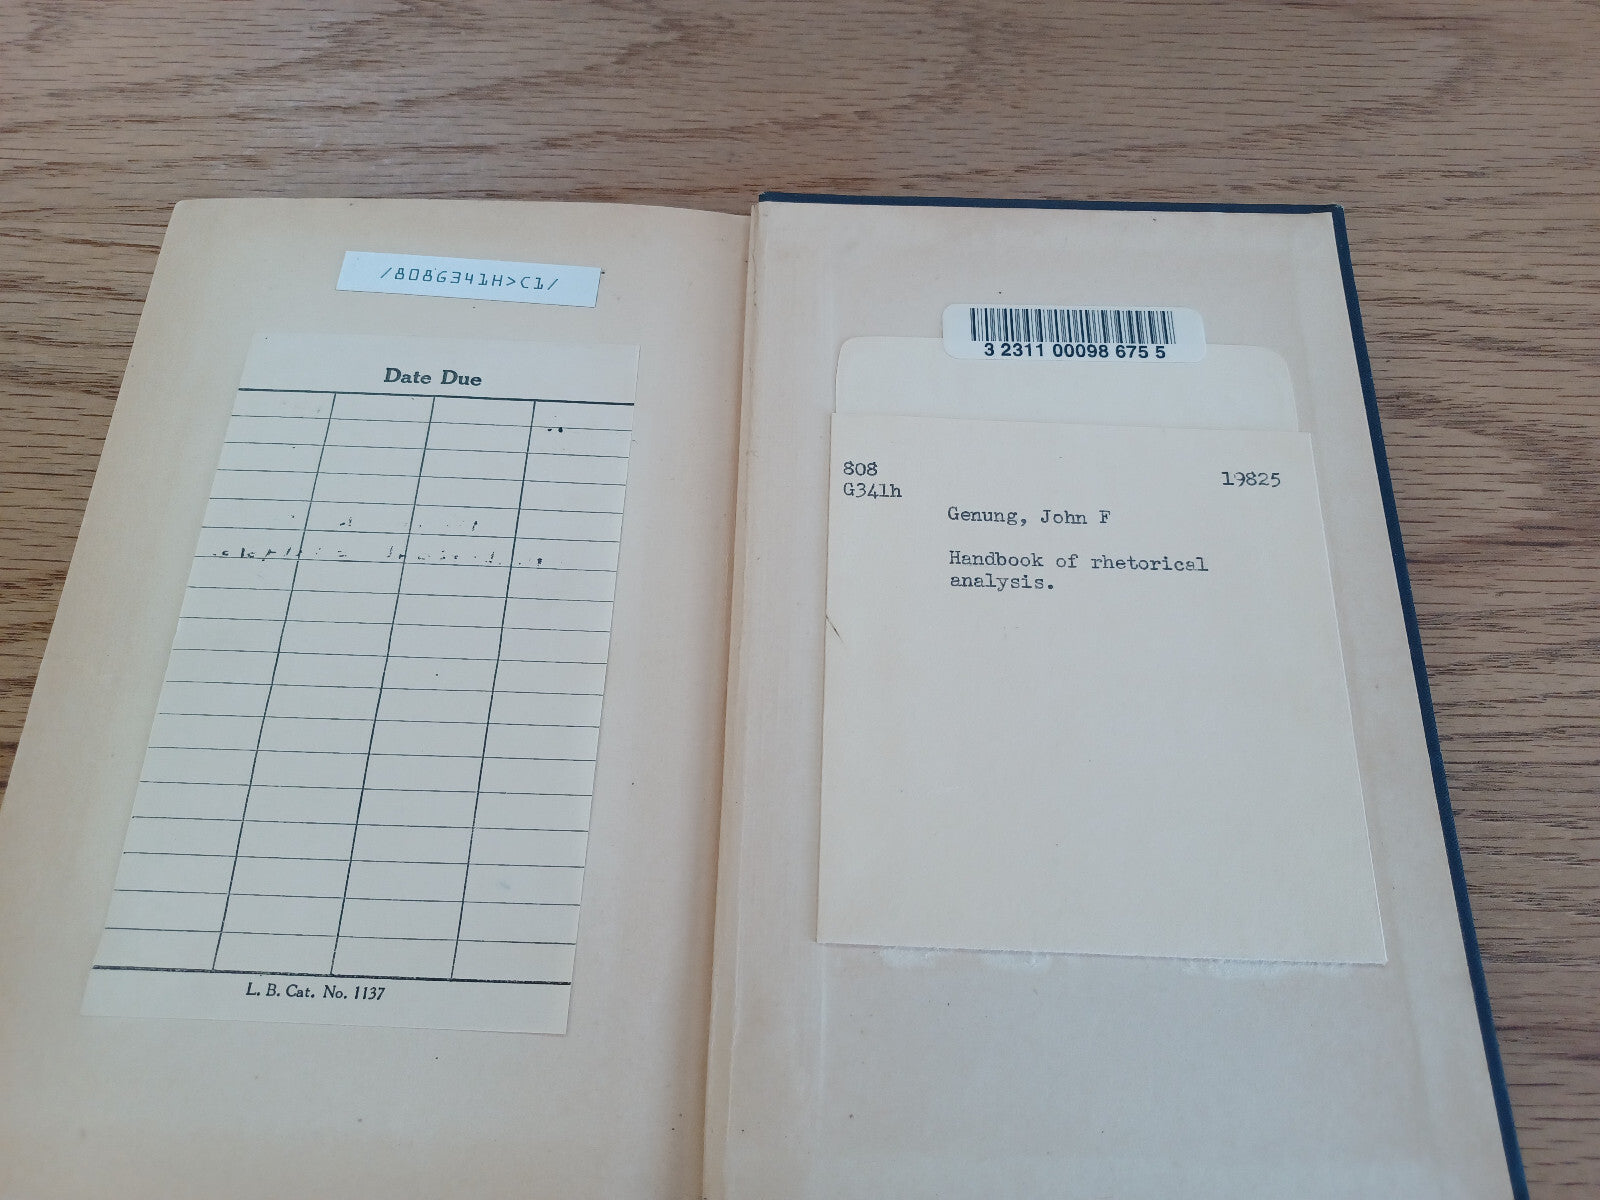 /808G341H>C1/
Date Due
L. B. Cat. No. 1137
3 2311 00098 675 5
808 19825
G341h
Genung, John F
Handbook of rhetorical
analysis.